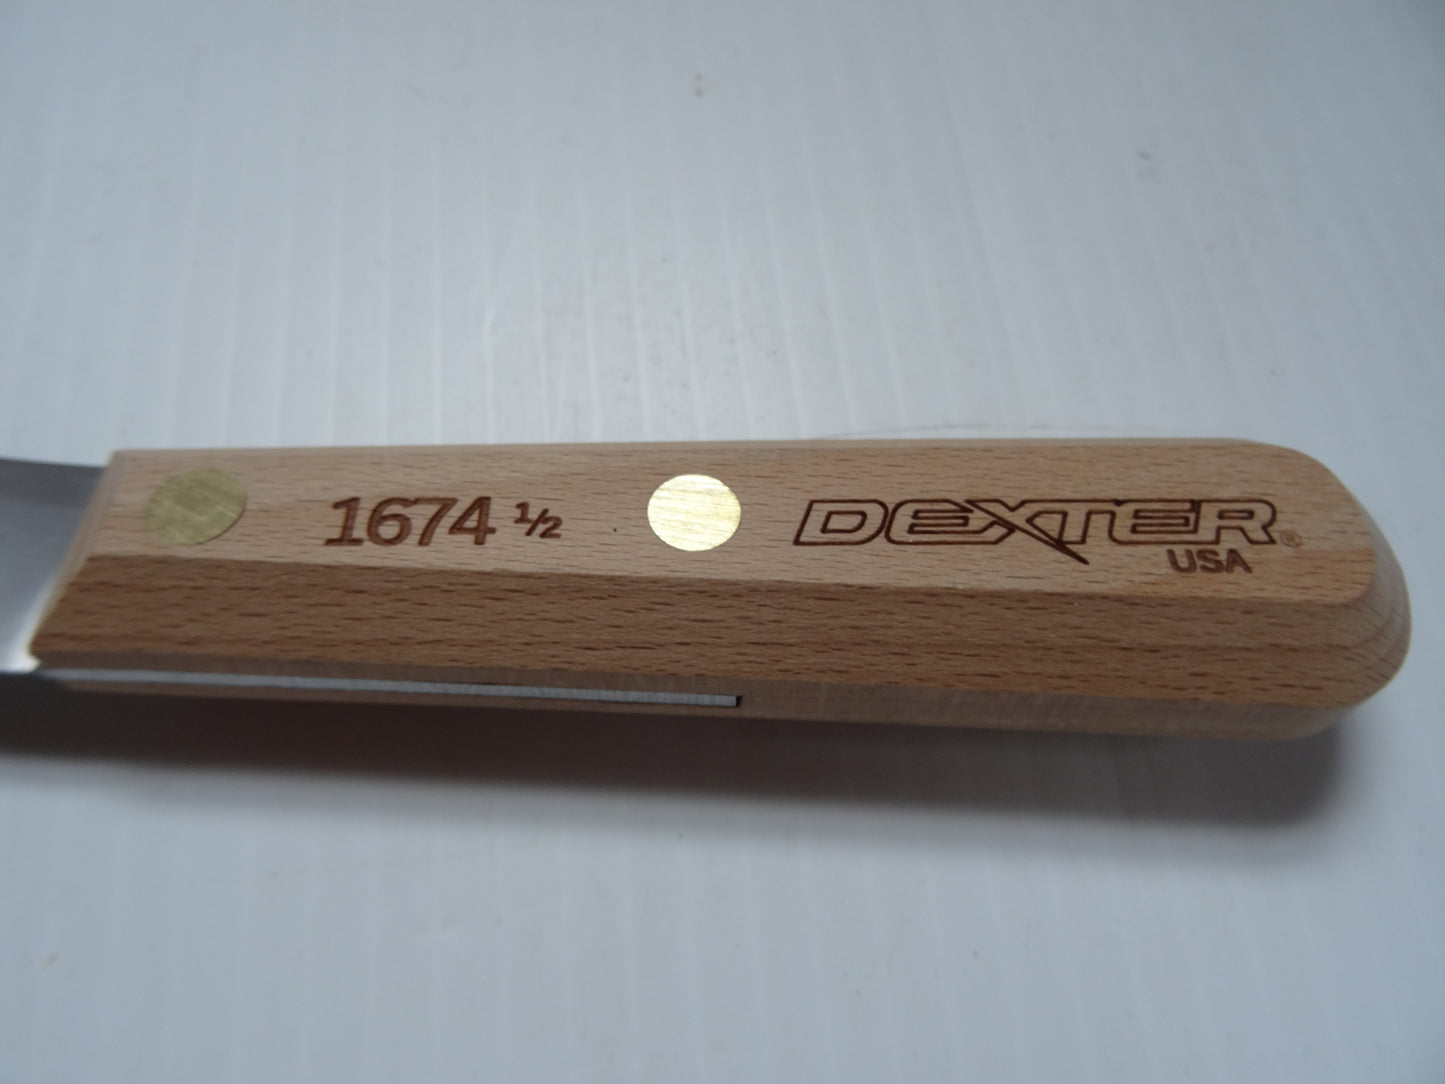 1674 ½
DEXTER®
USA